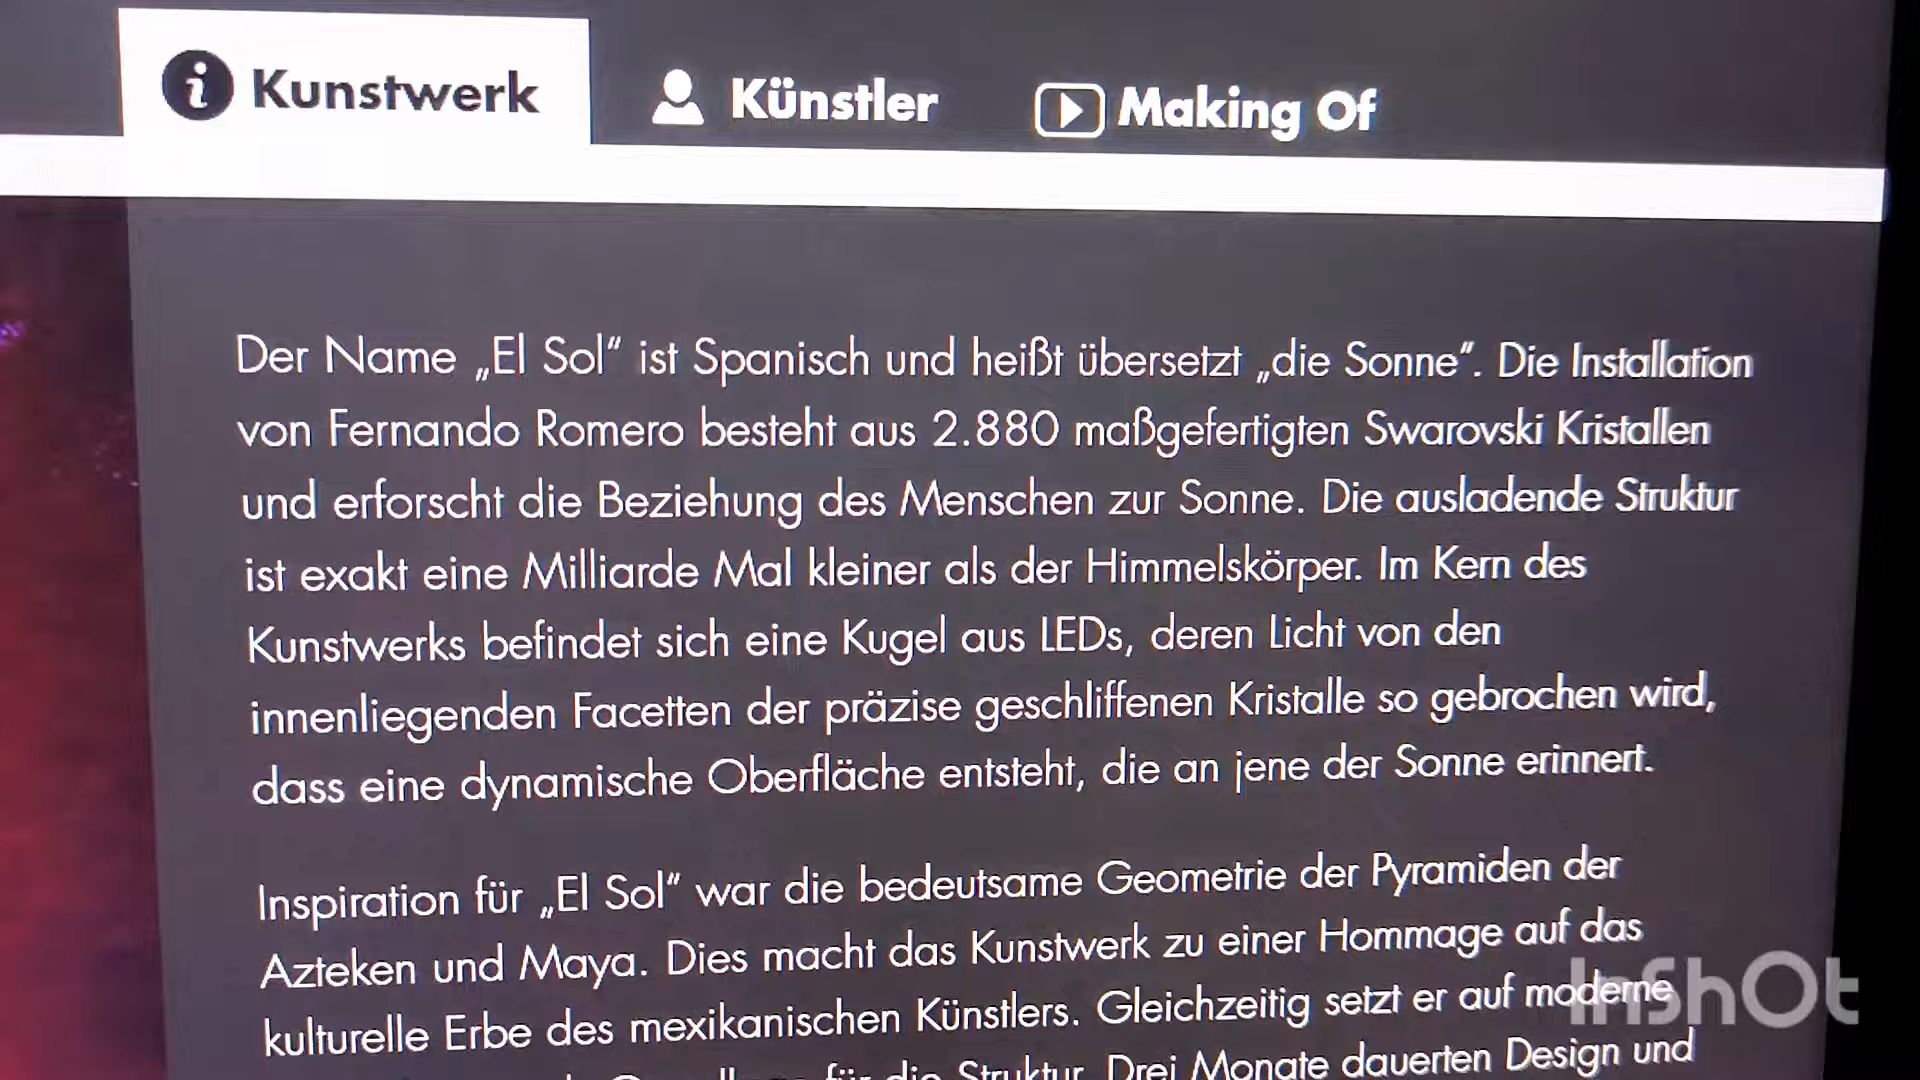 Kunstwerk
Künstler
Making Of
Der Name „El Sol“ ist Spanisch und heißt übersetzt „die Sonne“. Die Installation
von Fernando Romero besteht aus 2.880 maßgefertigten Swarovski Kristallen
und erforscht die Beziehung des Menschen zur Sonne. Die ausladende Struktur
ist exakt eine Milliarde Mal kleiner als der Himmelskörper. Im Kern des
Kunstwerks befindet sich eine Kugel aus LEDs, deren Licht von den
innenliegenden Facetten der präzise geschliffenen Kristalle so gebrochen wird,
dass eine dynamische Oberfläche entsteht, die an jene der Sonne erinnert.
Inspiration für „El Sol“ war die bedeutsame Geometrie der Pyramiden der
Azteken und Maya. Dies macht das Kunstwerk zu einer Hommage auf das
kulturelle Erbe des mexikanischen Künstlers. Gleichzeitig setzt er auf moderne
für die Struktur. Drei Monate dauerten Design und
InShOt